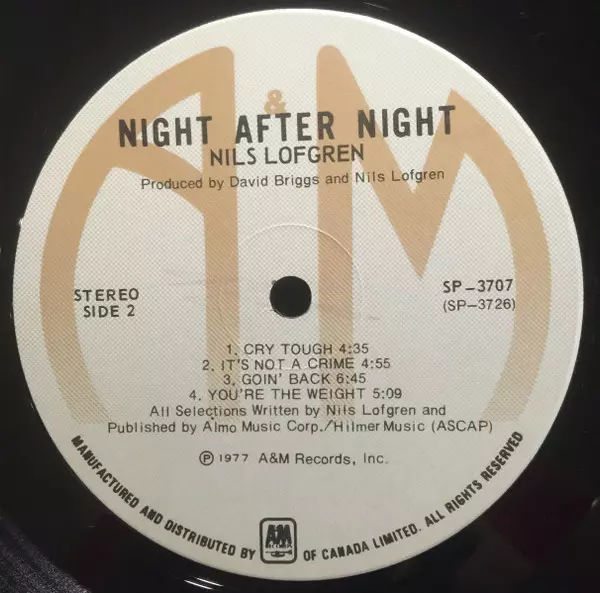 A&M
NIGHT AFTER NIGHT
NILS LOFGREN
Produced by David Briggs and Nils Lofgren
STEREO
SIDE 2
SP-3707
(SP-3726)
1. CRY TOUGH 4:35
2. IT'S NOT A CRIME 4:55
3. GOIN' BACK 6:45
4. YOU'RE THE WEIGHT 5:09
All Selections Written by Nils Lofgren and
Published by Almo Music Corp./Hilmer Music (ASCAP)
Ⓟ 1977 A&M Records, Inc.
MANUFACTURED AND DISTRIBUTED BY A&M RECORDS OF CANADA LIMITED. ALL RIGHTS RESERVED